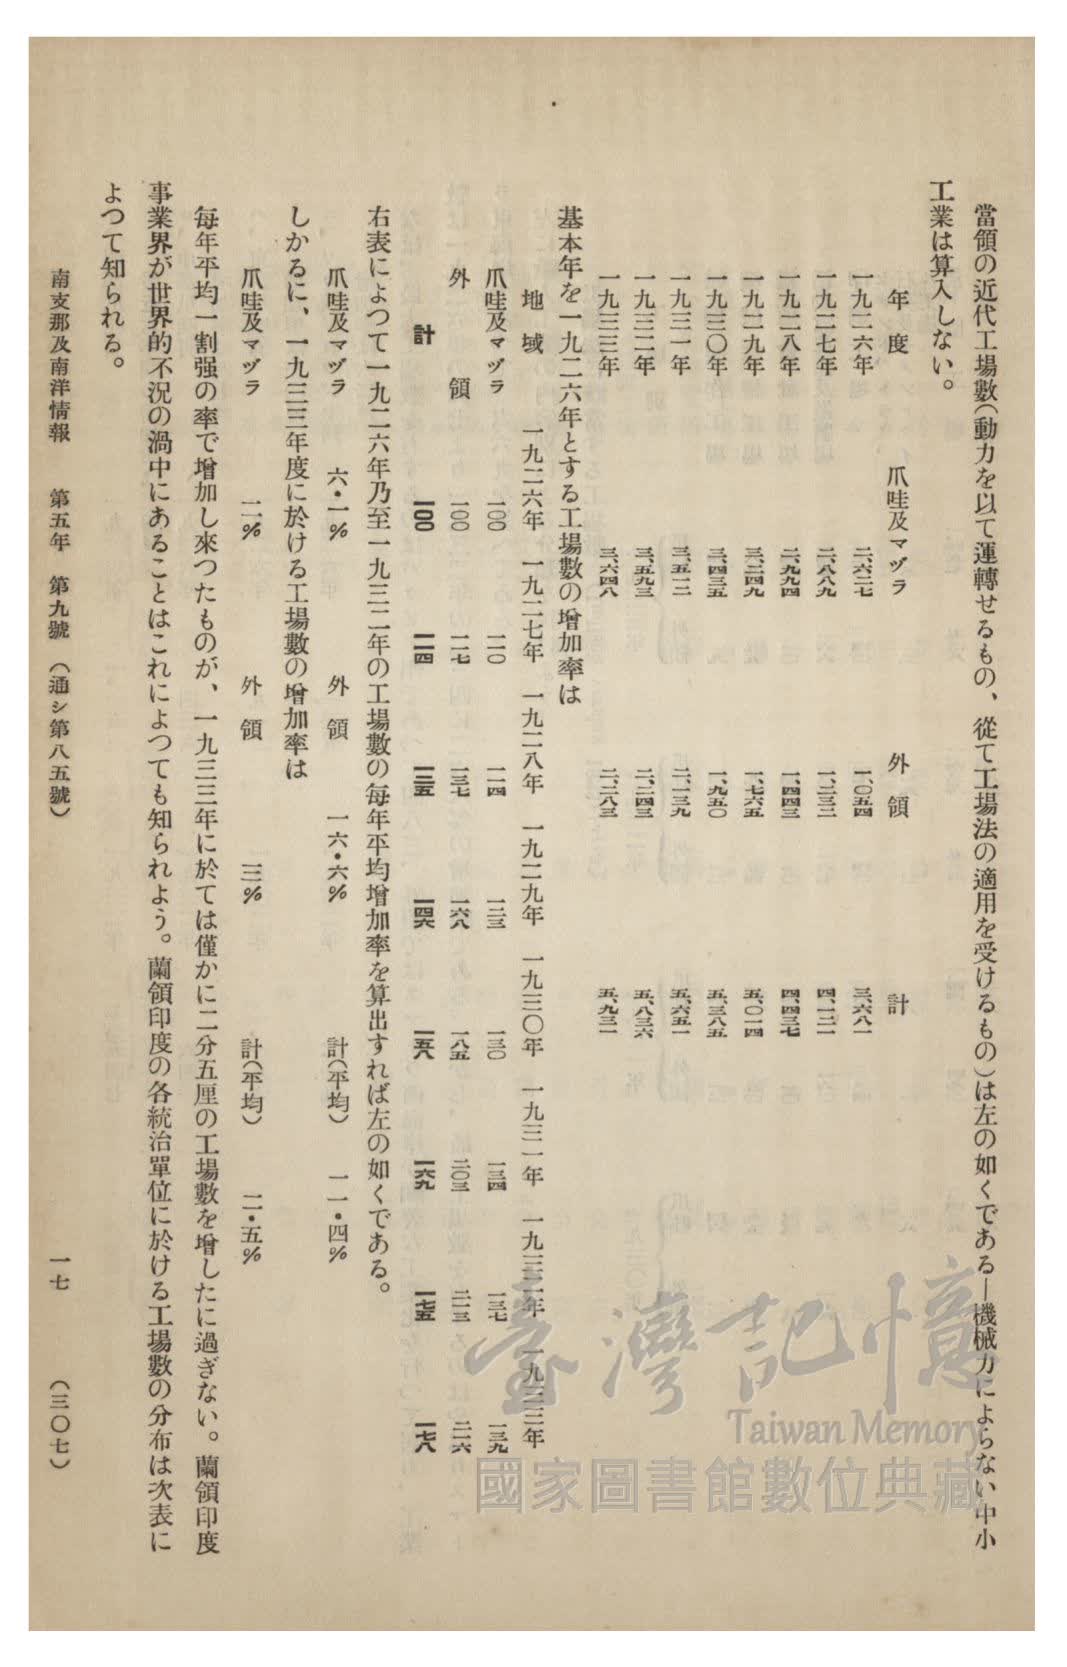 當領の近代工場數(動力を以て運轉せるもの、從て工場法の適用を受けるもの)は左の如くである—機械力によらない中小
工業は算入しない。
年度 爪哇及マヅラ 外領 計
一九二六年 二、六二七 一、〇五四 三、六八一
一九二七年 二、八八九 一、二三二 四、一二一
一九二八年 二、九九四 一、四四三 四、四三七
一九二九年 三、二四九 一、七六五 五、〇一四
一九三〇年 三、四三五 一、九五〇 五、三八五
一九三一年 三、五一二 二、一三九 五、六五一
一九三二年 三、五九三 二、二四三 五、八三六
一九三三年 三、六四八 二、二八三 五、九三一
基本年を一九二六年とする工場數の增加率は
地域 一九二六年 一九二七年 一九二八年 一九二九年 一九三〇年 一九三一年 一九三二年 一九三三年
爪哇及マヅラ 一〇〇 一一〇 一一四 一二三 一三〇 一三四 一三七 一三九
外領 一〇〇 一一七 一三七 一六八 一八五 二〇三 二一三 二一六
計 一〇〇 一一四 一二五 一四六 一五八 一六九 一七五 一七八
右表によつて一九二六年乃至一九三二年の工場數の每年平均增加率を算出すれば左の如くである。
爪哇及マヅラ 六・一% 外領 一六・六% 計(平均) 一一・四%
しかるに、一九三三年度に於ける工場數の增加率は
爪哇及マヅラ 二% 外領 三% 計(平均) 二・五%
每年平均一割强の率で增加し來つたものが、一九三三年に於ては僅かに二分五厘の工場數を增したに過ぎない。蘭領印度
事業界が世界的不況の渦中にあることはこれによつても知られよう。蘭領印度の各統治單位に於ける工場數の分布は次表に
よつて知られる。
南支那及南洋情報 第五年 第九號 (通シ第八五號) 一七 (三〇七)
臺灣記憶
Taiwan Memory
國家圖書館數位典藏